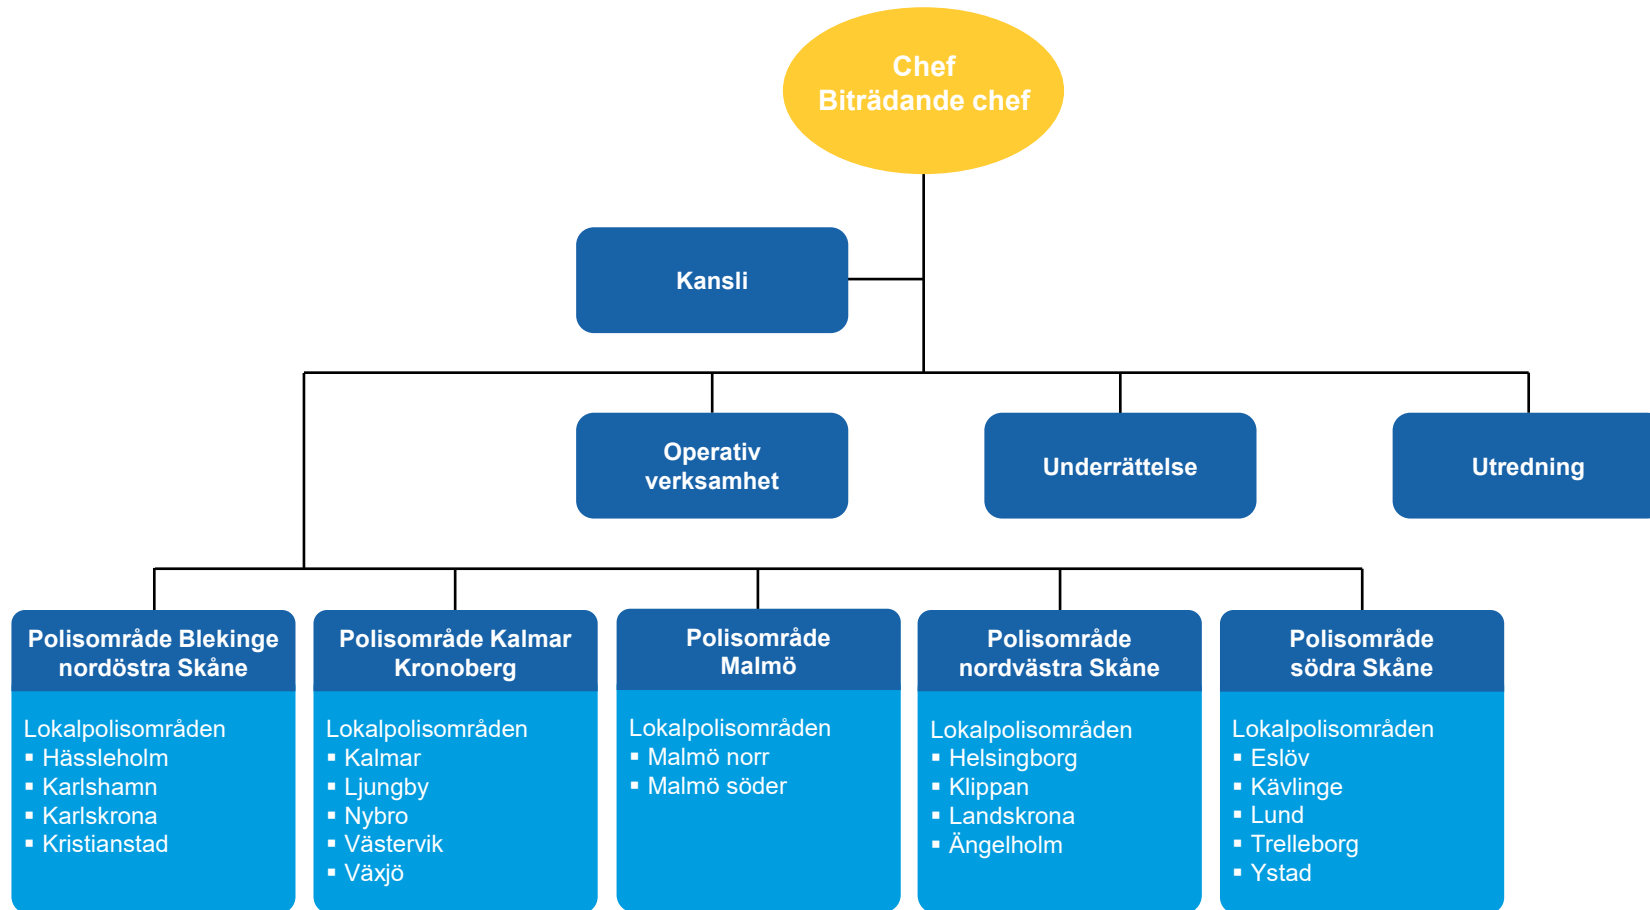 Chef
Biträdande chef
Kansli
Operativ
verksamhet
Underrättelse
Utredning
Polisområde Blekinge
nordöstra Skåne
Lokalpolisområden
▪ Hässleholm
▪ Karlshamn
▪ Karlskrona
▪ Kristianstad
Polisområde Kalmar
Kronoberg
Lokalpolisområden
▪ Kalmar
▪ Ljungby
▪ Nybro
▪ Västervik
▪ Växjö
Polisområde
Malmö
Lokalpolisområden
▪ Malmö norr
▪ Malmö söder
Polisområde
nordvästra Skåne
Lokalpolisområden
▪ Helsingborg
▪ Klippan
▪ Landskrona
▪ Ängelholm
Polisområde
södra Skåne
Lokalpolisområden
▪ Eslöv
▪ Kävlinge
▪ Lund
▪ Trelleborg
▪ Ystad